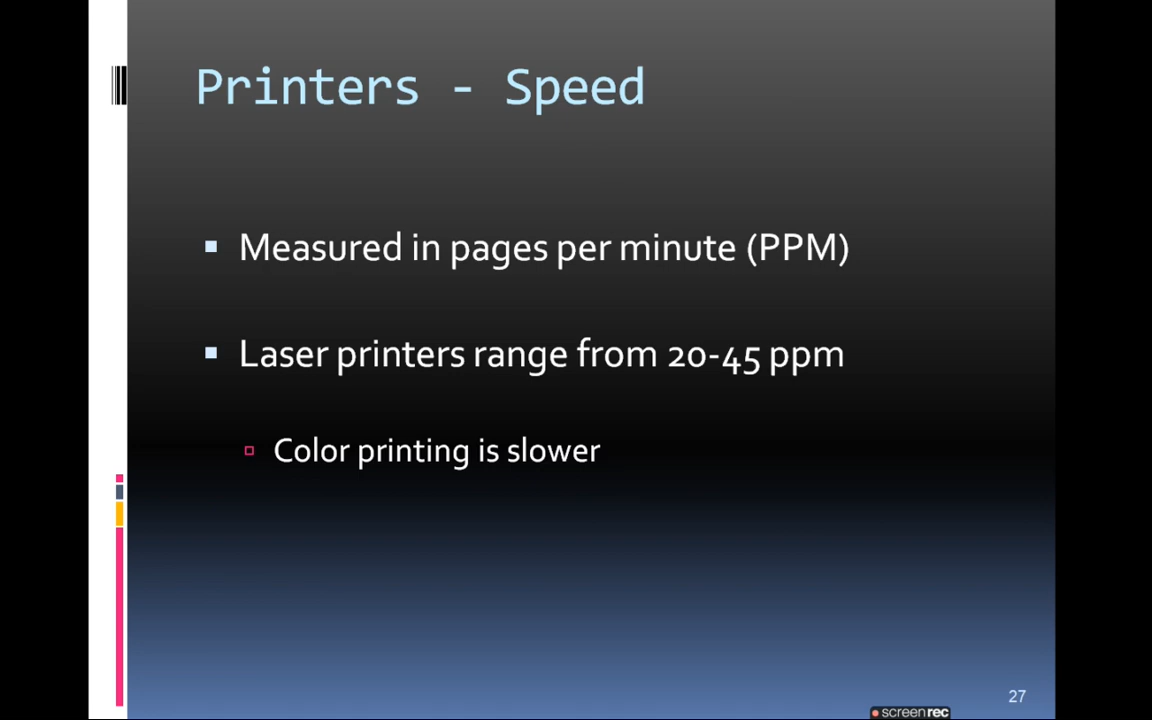 Printers - Speed
Measured in pages per minute (PPM)
Laser printers range from 20-45 ppm
Color printing is slower
27
screenrec